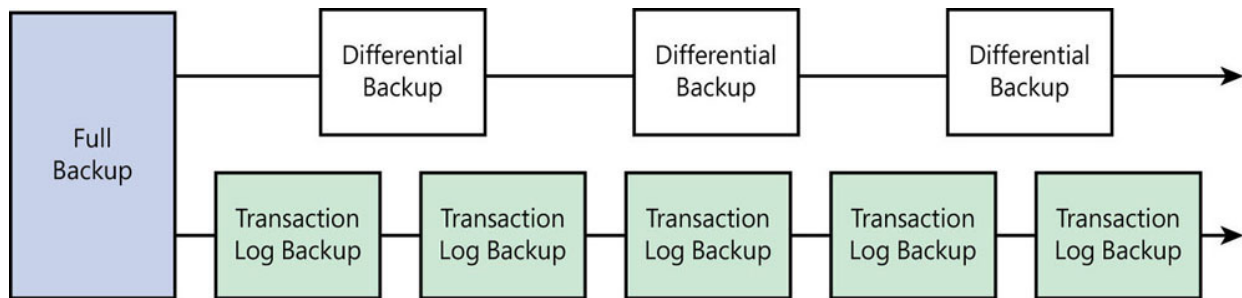 Full
Backup
Differential
Backup
Differential
Backup
Differential
Backup
Transaction
Log Backup
Transaction
Log Backup
Transaction
Log Backup
Transaction
Log Backup
Transaction
Log Backup